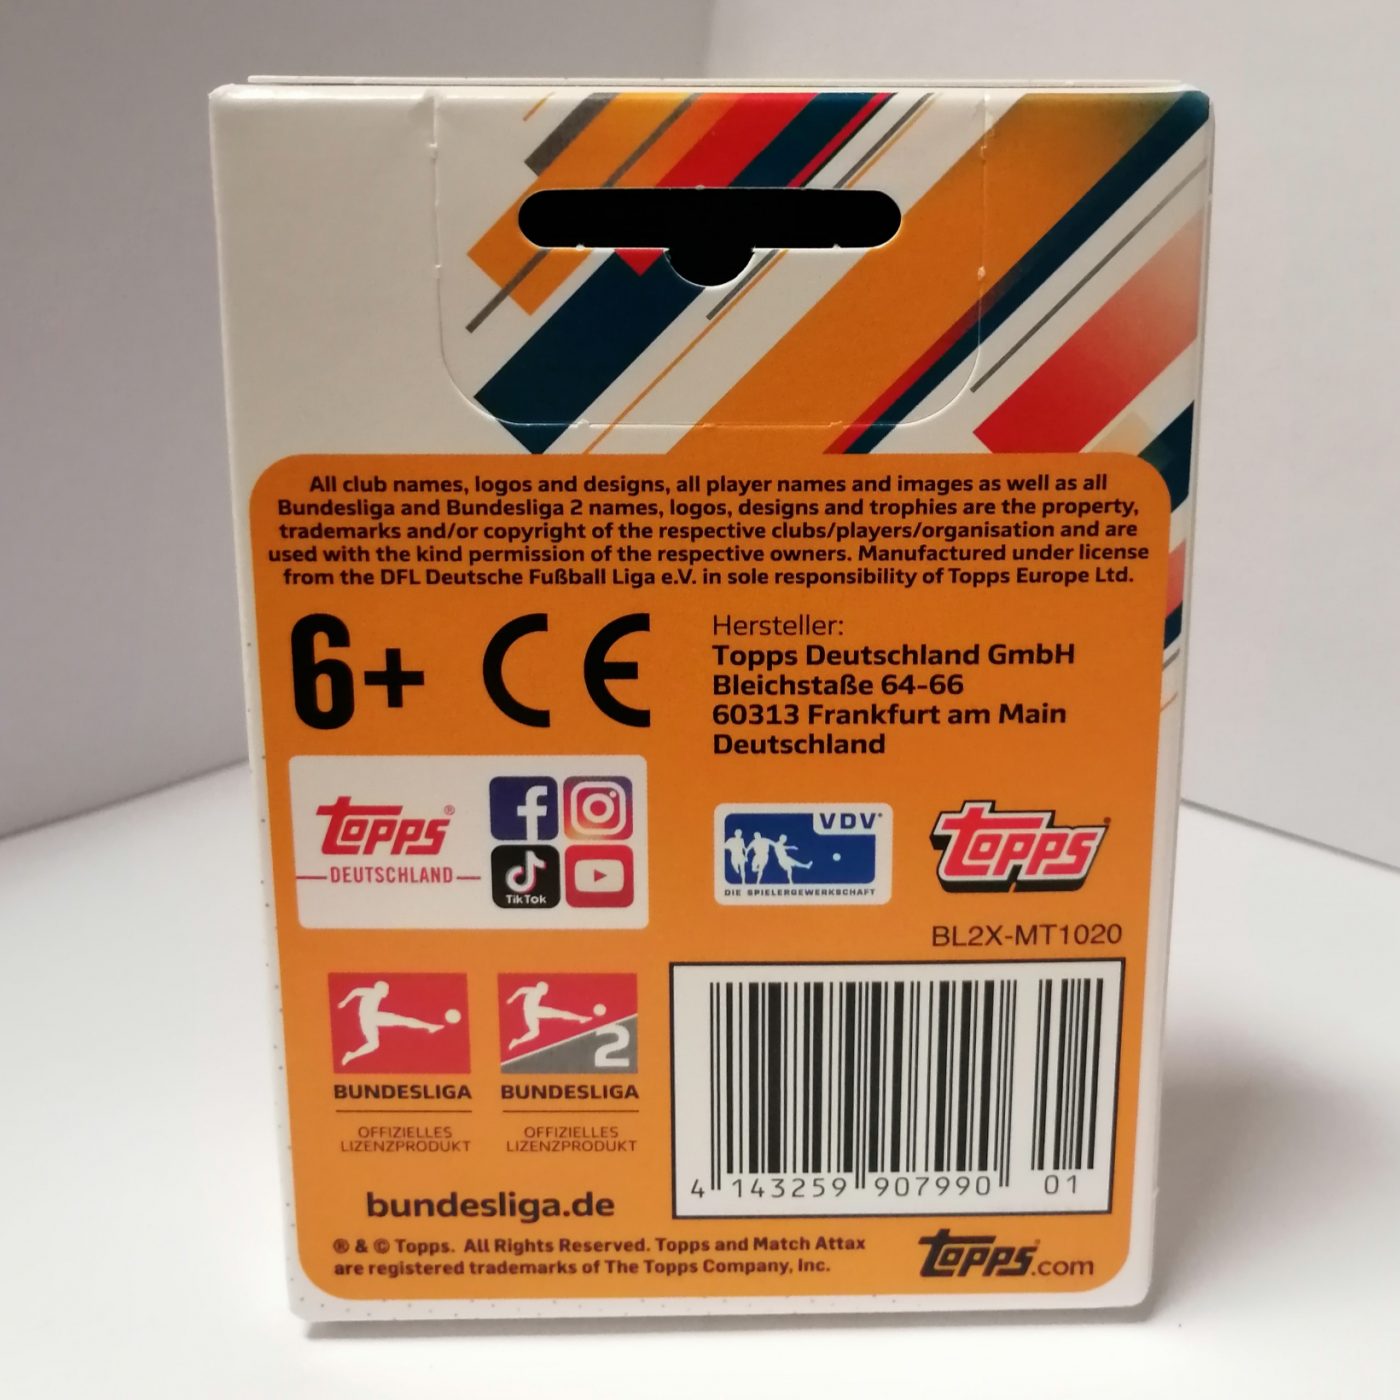 All club names, logos and designs, all player names and images as well as all
Bundesliga and Bundesliga 2 names, logos, designs and trophies are the property,
trademarks and/or copyright of the respective clubs/players/organisation and are
used with the kind permission of the respective owners. Manufactured under license
from the DFL Deutsche Fußball Liga e.V. in sole responsibility of Topps Europe Ltd.
6+ CE
Hersteller:
Topps Deutschland GmbH
Bleichstaße 64-66
60313 Frankfurt am Main
Deutschland
Topps®
DEUTSCHLAND
TikTok
VDV
DIE SPIELERGEWERKSCHAFT
Topps
BL2X-MT1020
BUNDESLIGA
OFFIZIELLES
LIZENZPRODUKT
2
BUNDESLIGA
OFFIZIELLES
LIZENZPRODUKT
4 143259 907990 01
bundesliga.de
® & © Topps. All Rights Reserved. Topps and Match Attax
are registered trademarks of The Topps Company, Inc.
Topps.com